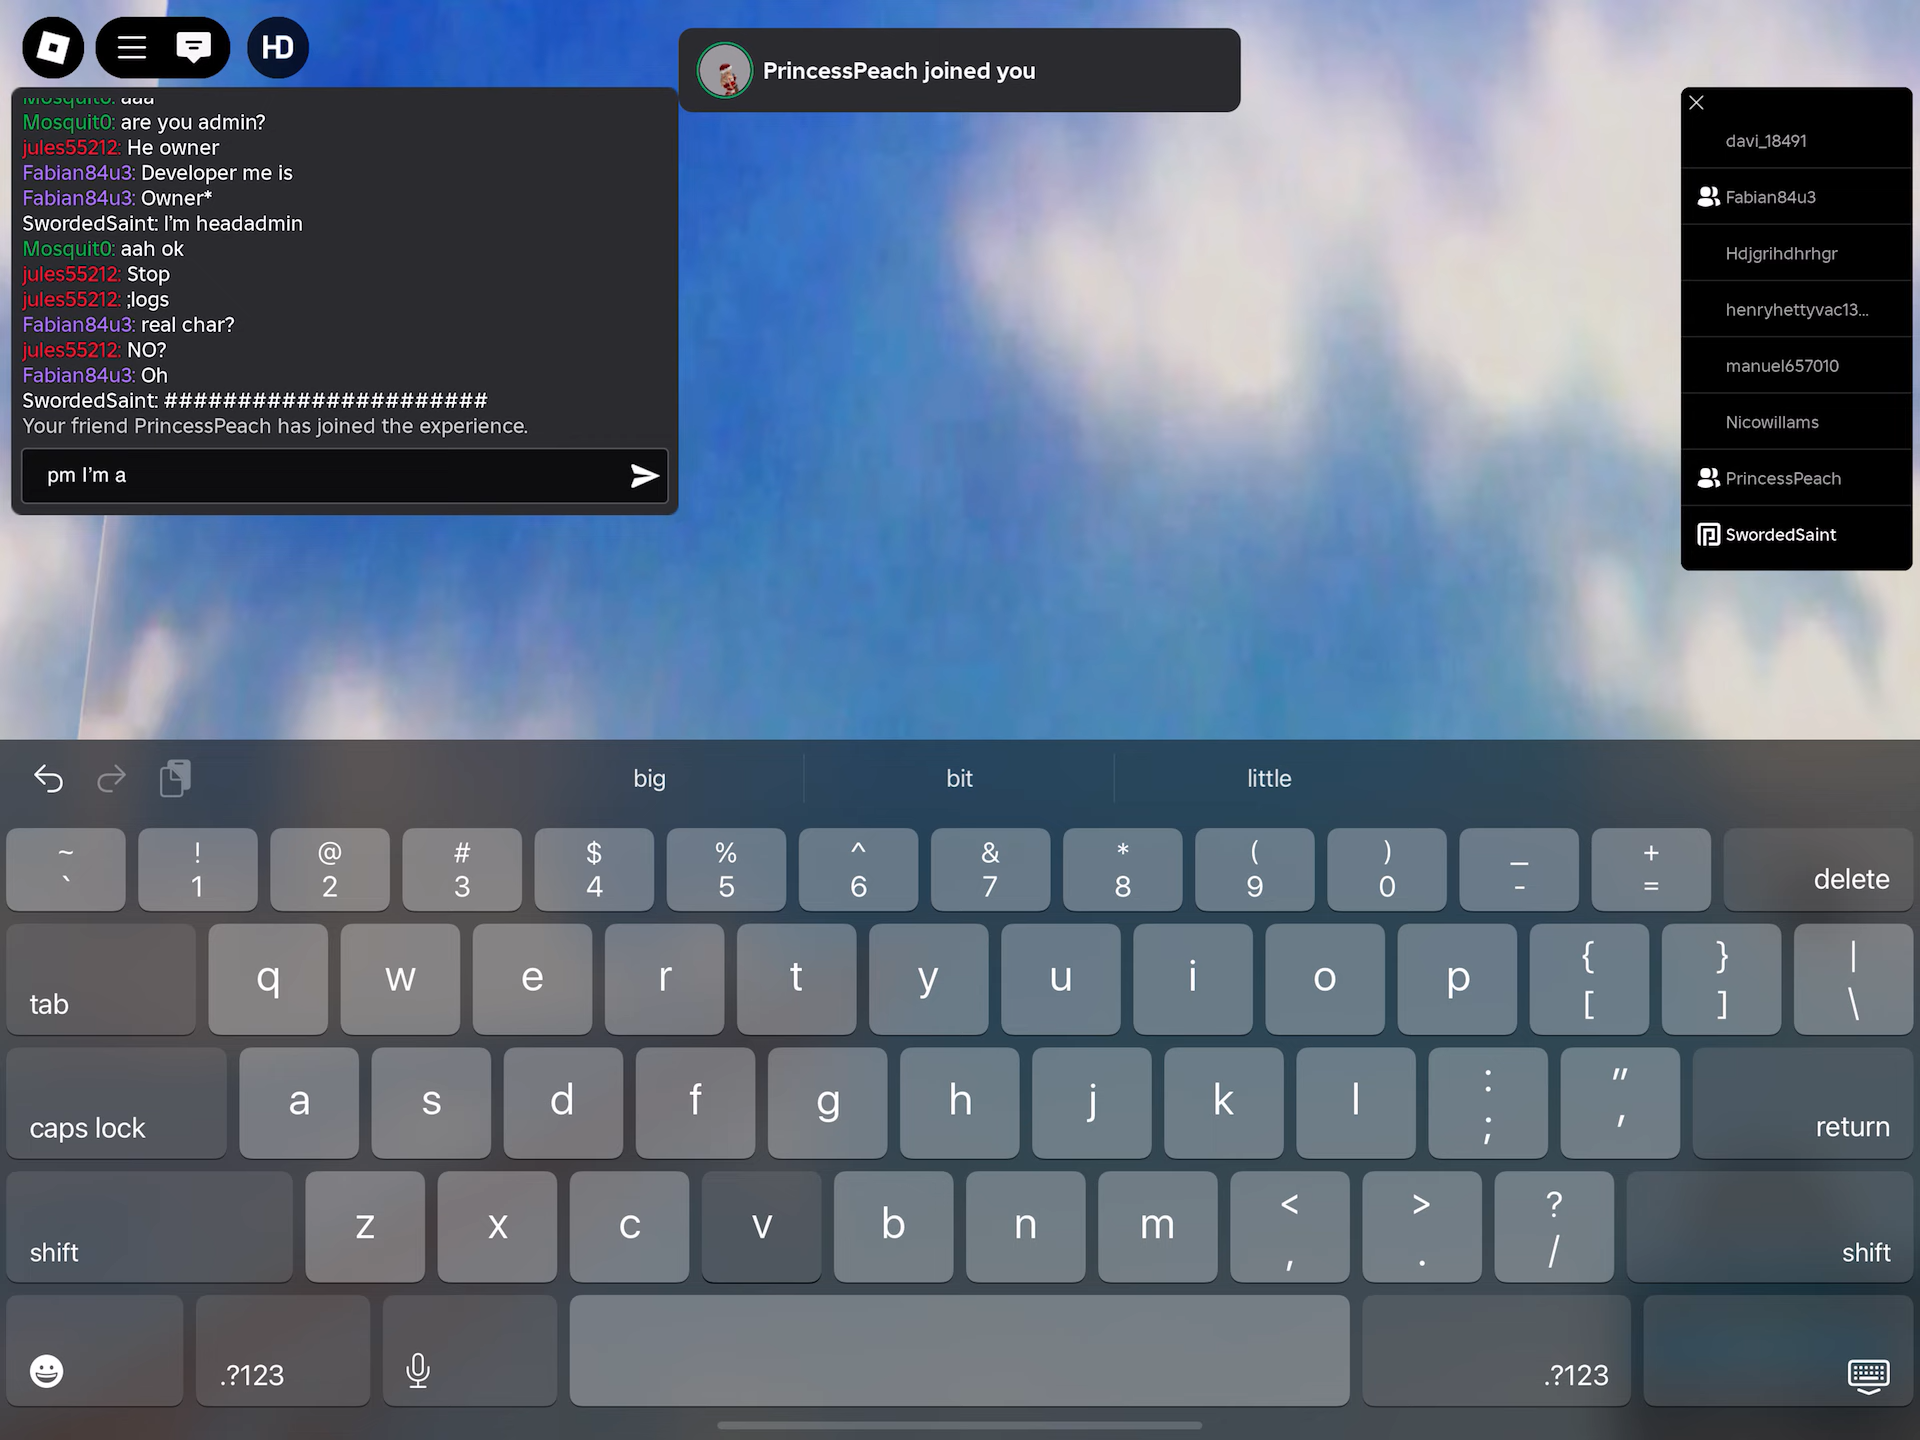 HD
PrincessPeach joined you
Mosquit0: aaa
Mosquit0: are you admin?
jules55212: He owner
Fabian84u3: Developer me is
Fabian84u3: Owner*
SwordedSaint: I'm headadmin
Mosquit0: aah ok
jules55212: Stop
jules55212: ;logs
Fabian84u3: real char?
jules55212: NO?
Fabian84u3: Oh
SwordedSaint: ######################
Your friend PrincessPeach has joined the experience.
pm I'm a
davi_18491
Fabian84u3
Hdjgrihdhrhgr
henryhettyvac13...
manuel657010
Nicowillams
PrincessPeach
SwordedSaint
big bit little
~ ! @ # $ % ^ & * ( ) _ +
` 1 2 3 4 5 6 7 8 9 0 - = delete
tab q w e r t y u i o p { [ } ] | \
caps lock a s d f g h j k l : ; " ' return
shift z x c v b n m < , > . ? / shift
.?123 .?123